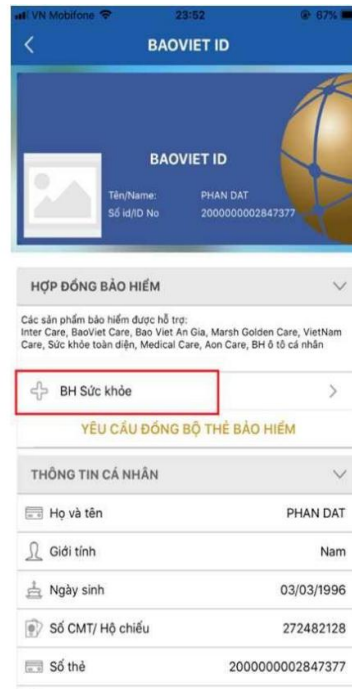 VN Mobifone 23:52 67%
BAOVIET ID
BAOVIET ID
Tên/Name: PHAN DAT
Số id/ID No 2000000002847377
HỢP ĐỒNG BẢO HIỂM
Các sản phẩm bảo hiểm được hỗ trợ:
Inter Care, BaoViet Care, Bao Viet An Gia, Marsh Golden Care, VietNam
Care, Sức khỏe toàn diện, Medical Care, Aon Care, BH ô tô cá nhân
BH Sức khỏe
YÊU CẦU ĐỒNG BỘ THẺ BẢO HIỂM
THÔNG TIN CÁ NHÂN
Họ và tên PHAN DAT
Giới tính Nam
Ngày sinh 03/03/1996
Số CMT/ Hộ chiếu 272482128
Số thẻ 2000000002847377